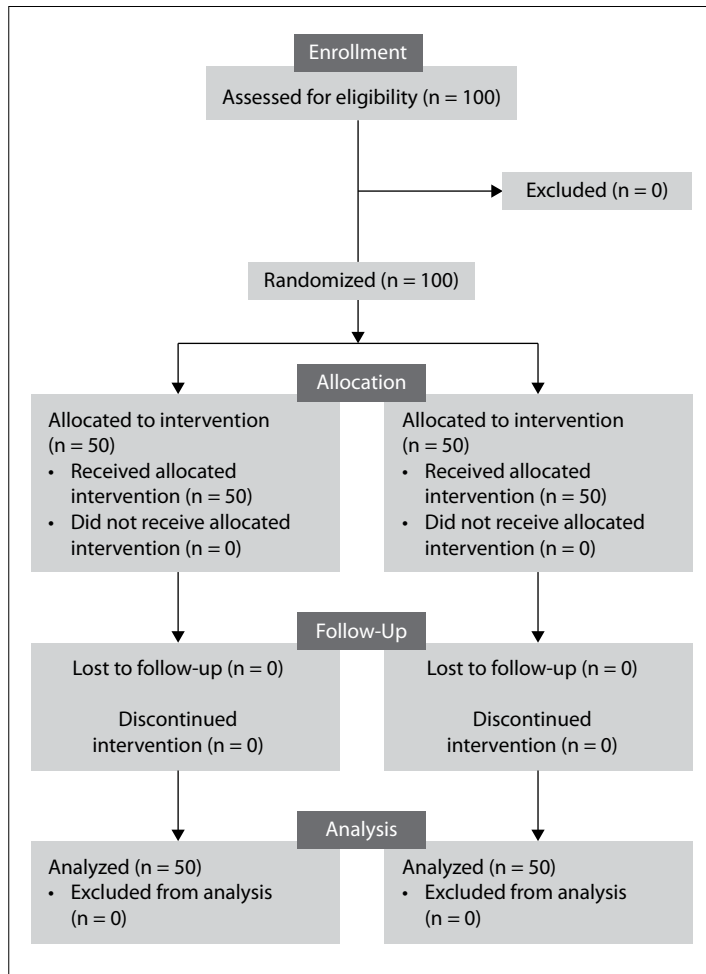 Enrollment
Assessed for eligibility (n = 100)
Excluded (n = 0)
Randomized (n = 100)
Allocation
Allocated to intervention
(n = 50)
• Received allocated
intervention (n = 50)
• Did not receive allocated
intervention (n = 0)
Allocated to intervention
(n = 50)
• Received allocated
intervention (n = 50)
• Did not receive allocated
intervention (n = 0)
Follow-Up
Lost to follow-up (n = 0)
Discontinued
intervention (n = 0)
Lost to follow-up (n = 0)
Discontinued
intervention (n = 0)
Analysis
Analyzed (n = 50)
• Excluded from analysis
(n = 0)
Analyzed (n = 50)
• Excluded from analysis
(n = 0)